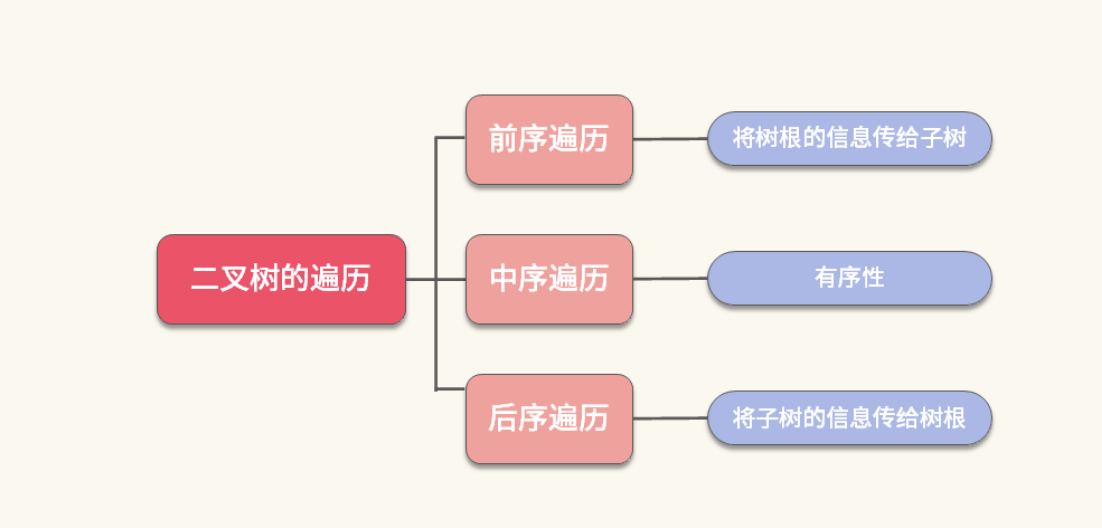 前序遍历
将树根的信息传给子树
二叉树的遍历
中序遍历
有序性
后序遍历
将子树的信息传给树根